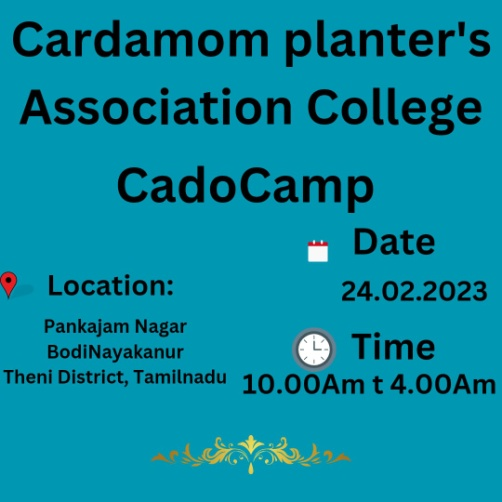 Cardamom planter's
Association College
CadoCamp
Date
24.02.2023
Location:
Pankajam Nagar
BodiNayakanur
Theni District, Tamilnadu
Time
10.00Am t 4.00Am